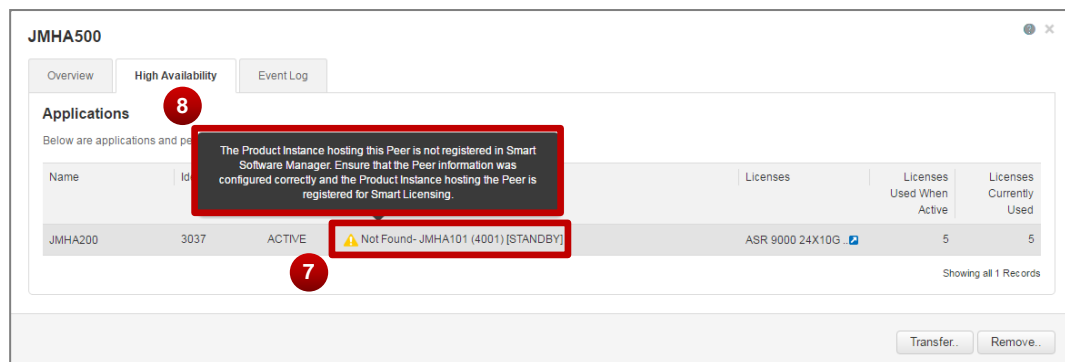 JMHA500
Overview
High Availability
Event Log
8
Applications
Below are applications and pe
The Product Instance hosting this Peer is not registered in Smart
Software Manager. Ensure that the Peer information was
configured correctly and the Product Instance hosting the Peer is
registered for Smart Licensing.
Name
Licenses
Licenses
Used When
Active
Licenses
Currently
Used
JMHA200
3037
ACTIVE
Not Found- JMHA101 (4001) [STANDBY]
ASR 9000 24X10G ..
5
5
7
Showing all 1 Records
Transfer..
Remove..